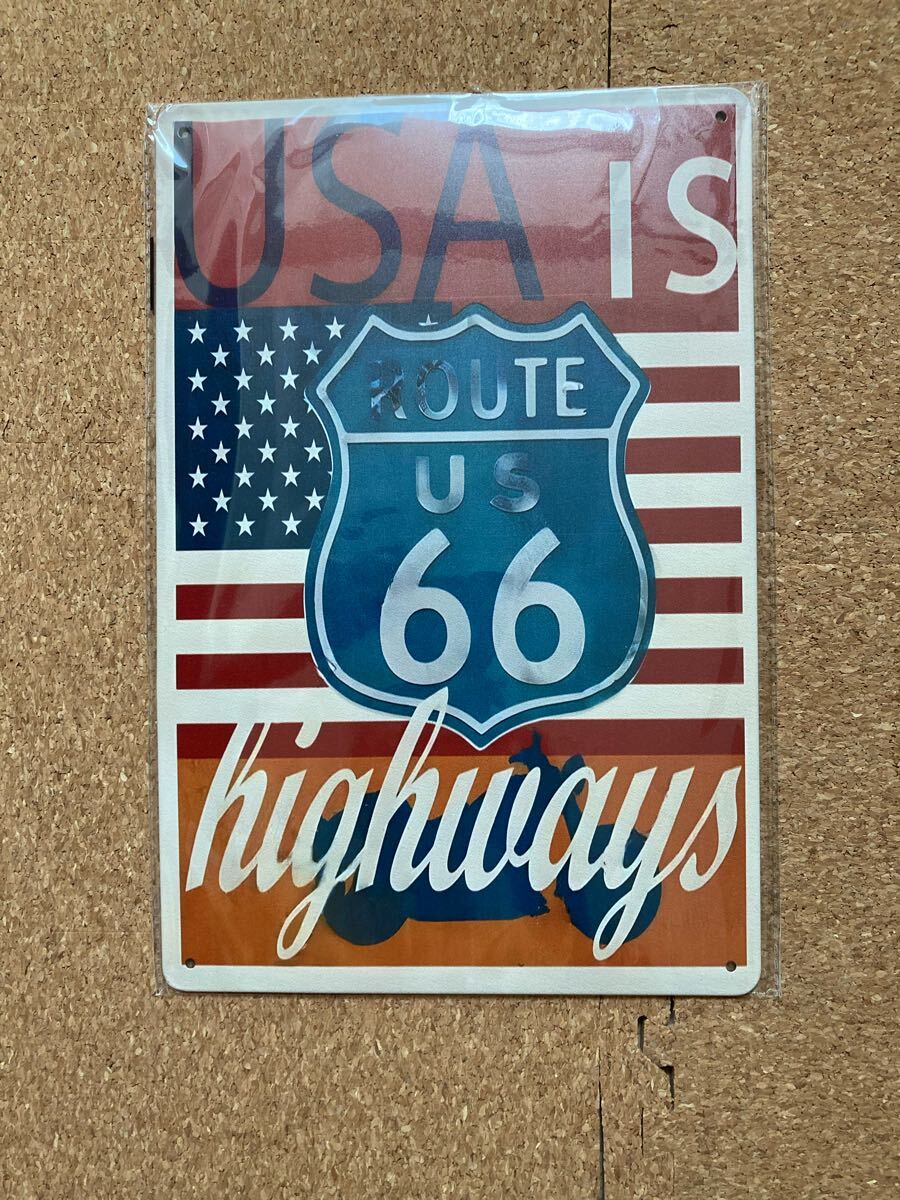 USA IS
ROUTE
US
66
highways